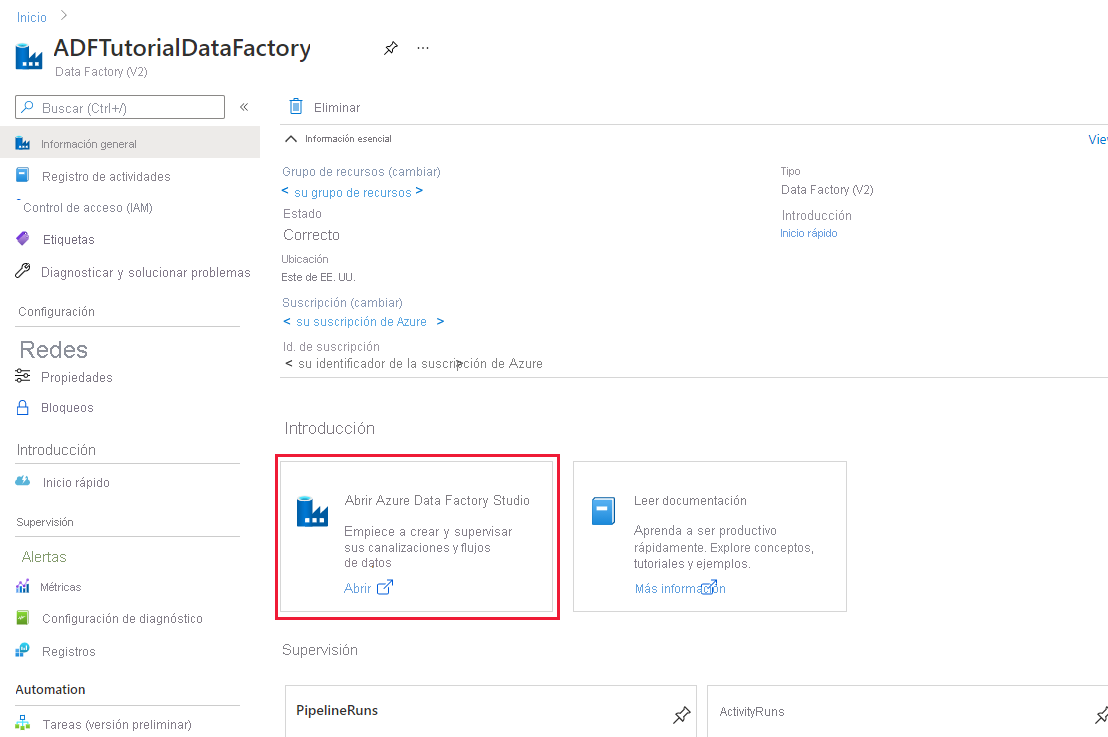 Inicio
ADFTutorialDataFactory
Data Factory (V2)
Buscar (Ctrl+/)
«
Información general
Registro de actividades
Control de acceso (IAM)
Etiquetas
Diagnosticar y solucionar problemas
Configuración
Redes
Propiedades
Bloqueos
Introducción
Inicio rápido
Supervisión
Alertas
Métricas
Configuración de diagnóstico
Registros
Automation
Tareas (versión preliminar)
Eliminar
Información esencial
Vie
Grupo de recursos (cambiar)
< su grupo de recursos >
Estado
Correcto
Ubicación
Este de EE. UU.
Suscripción (cambiar)
< su suscripción de Azure >
Id. de suscripción
< su identificador de la suscripción de Azure >
Tipo
Data Factory (V2)
Introducción
Inicio rápido
Introducción
Abrir Azure Data Factory Studio
Empiece a crear y supervisar
sus canalizaciones y flujos
de datos
Abrir
Leer documentación
Aprenda a ser productivo
rápidamente. Explore conceptos,
tutoriales y ejemplos.
Más información
Supervisión
PipelineRuns
ActivityRuns